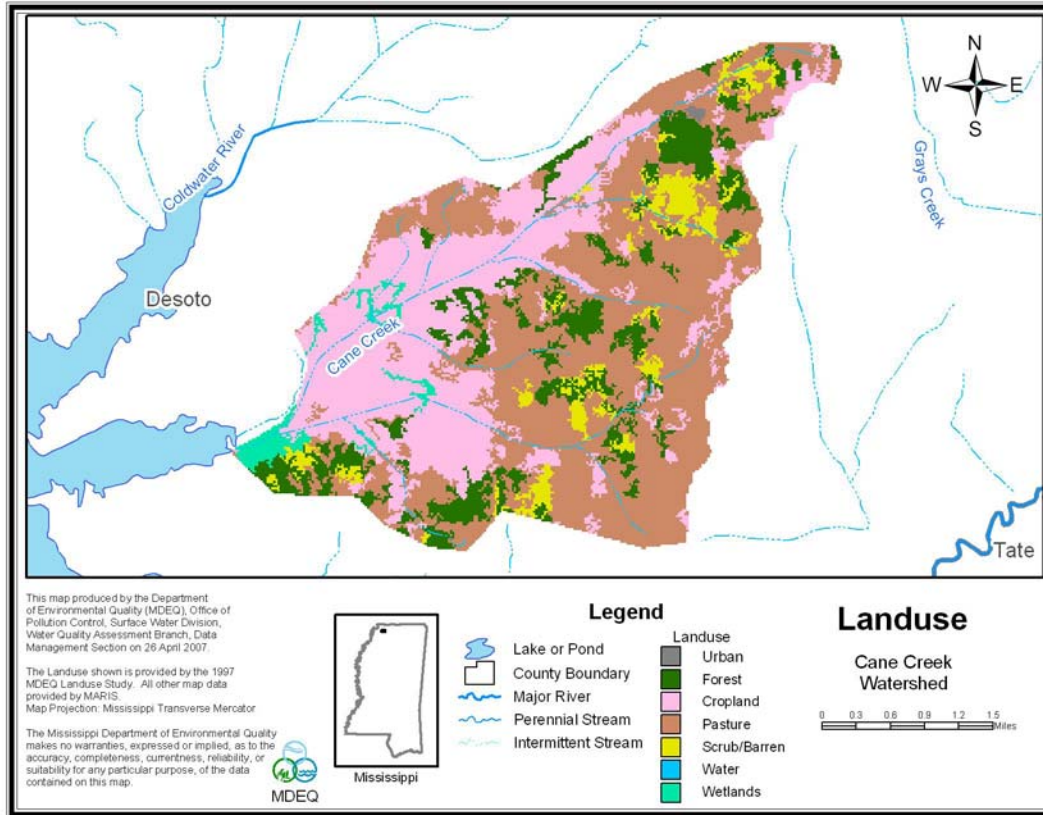 N
W E
S
Coldwater River
Grays Creek
Desoto
Cane Creek
Tate
This map produced by the Department
of Environmental Quality (MDEQ), Office of
Pollution Control, Surface Water Division,
Water Quality Assessment Branch, Data
Management Section on 26 April 2007.
The Landuse shown is provided by the 1997
MDEQ Landuse Study. All other map data
provided by MARIS.
Map Projection: Mississippi Transverse Mercator
The Mississippi Department of Environmental Quality
makes no warranties, expressed or implied, as to the
accuracy, completeness, currentness, reliability, or
suitability for any particular purpose, of the data
contained on this map.
MDEQ
Mississippi
Legend
Lake or Pond
County Boundary
Major River
Perennial Stream
Intermittent Stream
Landuse
Urban
Forest
Cropland
Pasture
Scrub/Barren
Water
Wetlands
Landuse
Cane Creek
Watershed
0 0.3 0.6 0.9 1.2 1.5
Miles